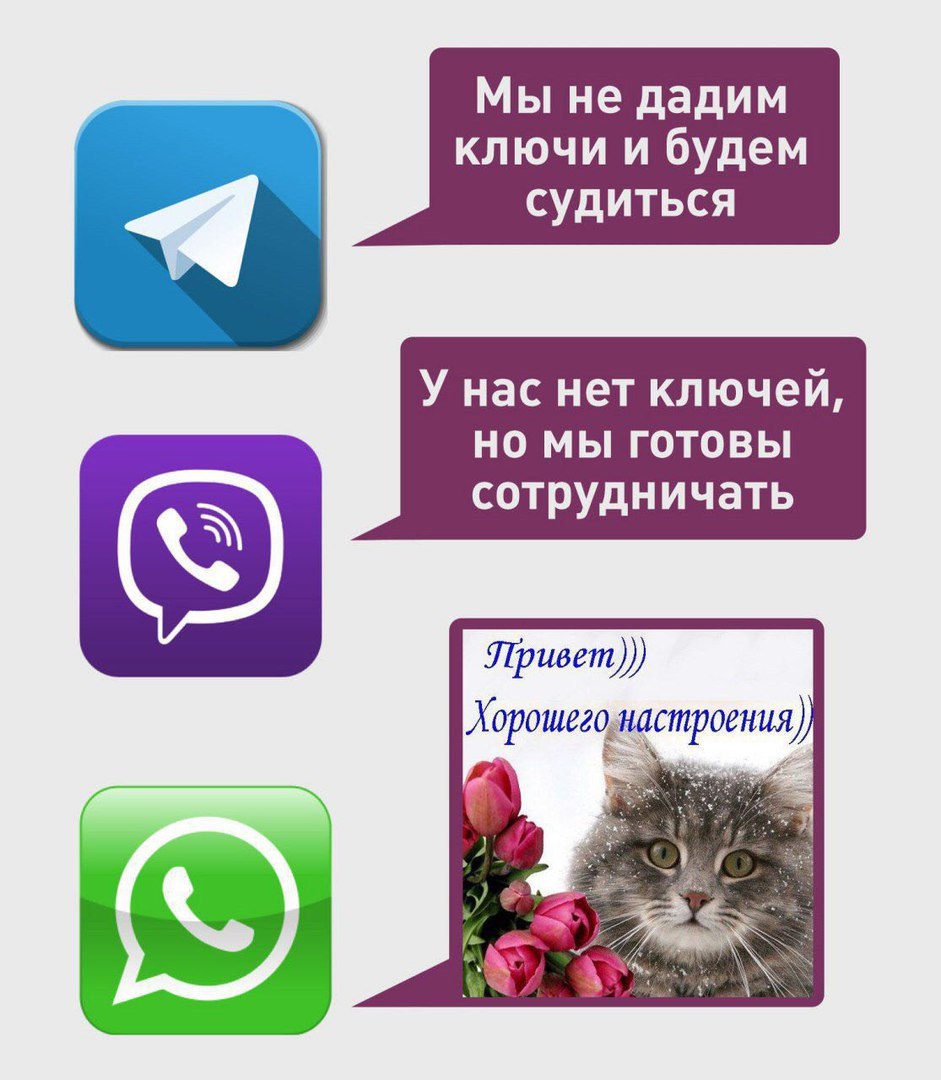 Мы не дадим
ключи и будем
судиться
У нас нет ключей,
но мы готовы
сотрудничать
Привет)))
Хорошего настроения))